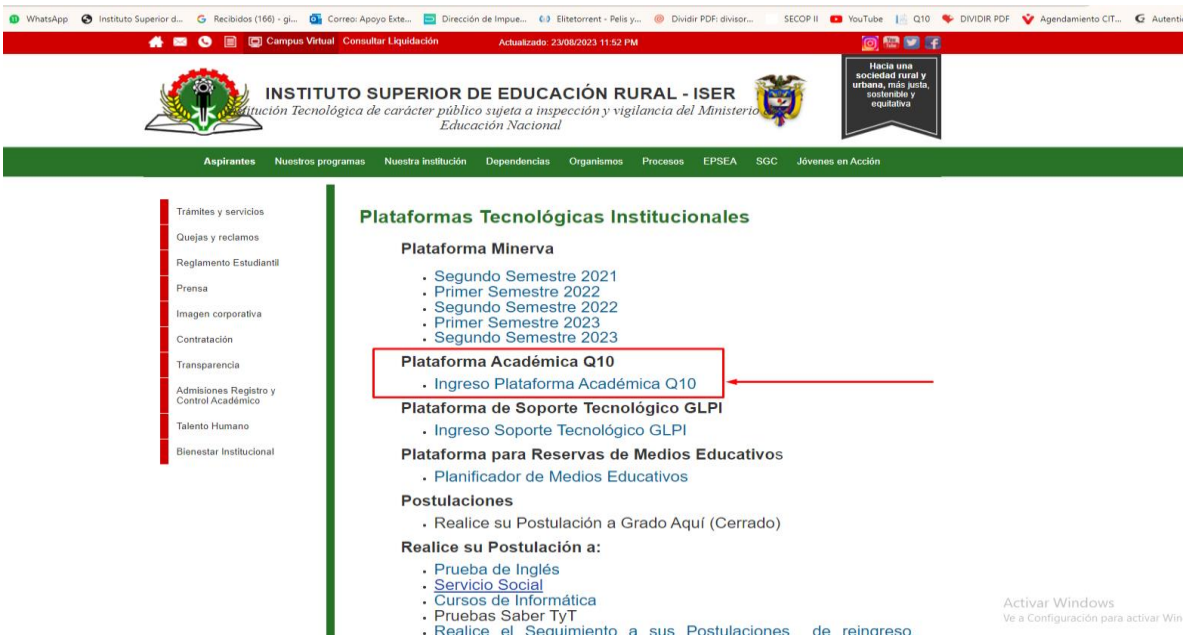 WhatsApp Instituto Superior d... Recibidos (166) - gi... Correo: Apoyo Exte... Dirección de Impue... Elitetorrent - Pelis y... Dividir PDF: divisor... SECOP II YouTube Q10 DIVIDIR PDF Agendamiento CIT... Autenti
Campus Virtual Consultar Liquidación Actualizado: 23/08/2023 11:52 PM
INSTITUTO SUPERIOR DE EDUCACIÓN RURAL - ISER
itución Tecnológica de carácter público sujeta a inspección y vigilancia del Ministerio
Educación Nacional
Hacia una
sociedad rural y
urbana, más justa,
sostenible y
equitativa
Aspirantes Nuestros programas Nuestra institución Dependencias Organismos Procesos EPSEA SGC Jóvenes en Acción
Trámites y servicios
Quejas y reclamos
Reglamento Estudiantil
Prensa
Imagen corporativa
Contratación
Transparencia
Admisiones Registro y
Control Académico
Talento Humano
Bienestar Institucional
Plataformas Tecnológicas Institucionales
Plataforma Minerva
Segundo Semestre 2021
Primer Semestre 2022
Segundo Semestre 2022
Primer Semestre 2023
Segundo Semestre 2023
Plataforma Académica Q10
Ingreso Plataforma Académica Q10
Plataforma de Soporte Tecnológico GLPI
Ingreso Soporte Tecnológico GLPI
Plataforma para Reservas de Medios Educativos
Planificador de Medios Educativos
Postulaciones
Realice su Postulación a Grado Aquí (Cerrado)
Realice su Postulación a:
Prueba de Inglés
Servicio Social
Cursos de Informática
Pruebas Saber TyT
Realice el Seguimiento a sus Postulaciones de reingreso,
Activar Windows
Ve a Configuración para activar Win